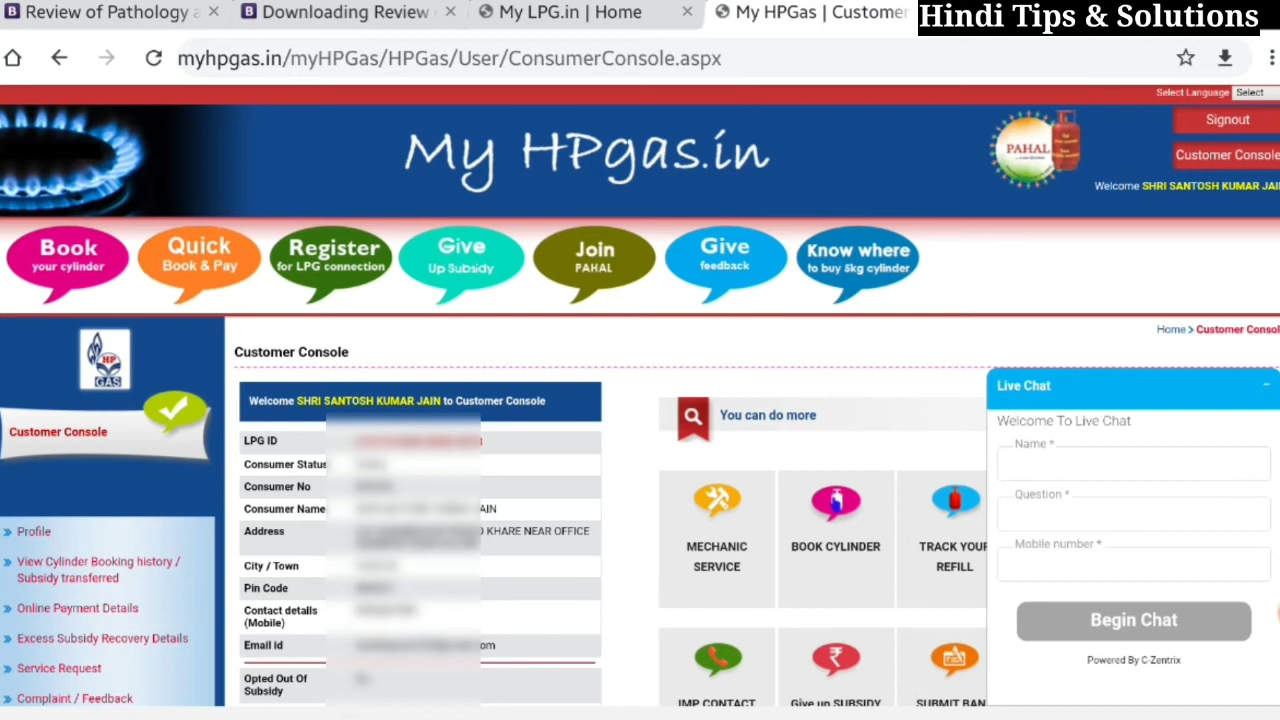 Review of Pathology a
Downloading Review
My LPG.in | Home
My HPGas | Customer
Hindi Tips & Solutions
myhpgas.in/myHPGas/HPGas/User/ConsumerConsole.aspx
Select Language Select
My HPgas.in
PAHAL
Signout
Customer Console
Welcome SHRI SANTOSH KUMAR JAI
Book
your cylinder
Quick
Book & Pay
Register
for LPG connection
Give
Up Subsidy
Join
PAHAL
Give
feedback
Know where
to buy 5kg cylinder
HP
GAS
Home > Customer Consol
Customer Console
Customer Console
Profile
View Cylinder Booking history /
Subsidy transferred
Online Payment Details
Excess Subsidy Recovery Details
Service Request
Complaint / Feedback
Welcome SHRI SANTOSH KUMAR JAIN to Customer Console
LPG ID
Consumer Status
Consumer No
Consumer Name JAIN
Address KHARE NEAR OFFICE
City / Town
Pin Code
Contact details
(Mobile)
Email id om
Opted Out Of
Subsidy
You can do more
MECHANIC
SERVICE
BOOK CYLINDER
TRACK YOUR
REFILL
IMP CONTACT
Give up SUBSIDY
SUBMIT BAN
Live Chat
Welcome To Live Chat
Name *
Question *
Mobile number *
Begin Chat
Powered By C-Zentrix